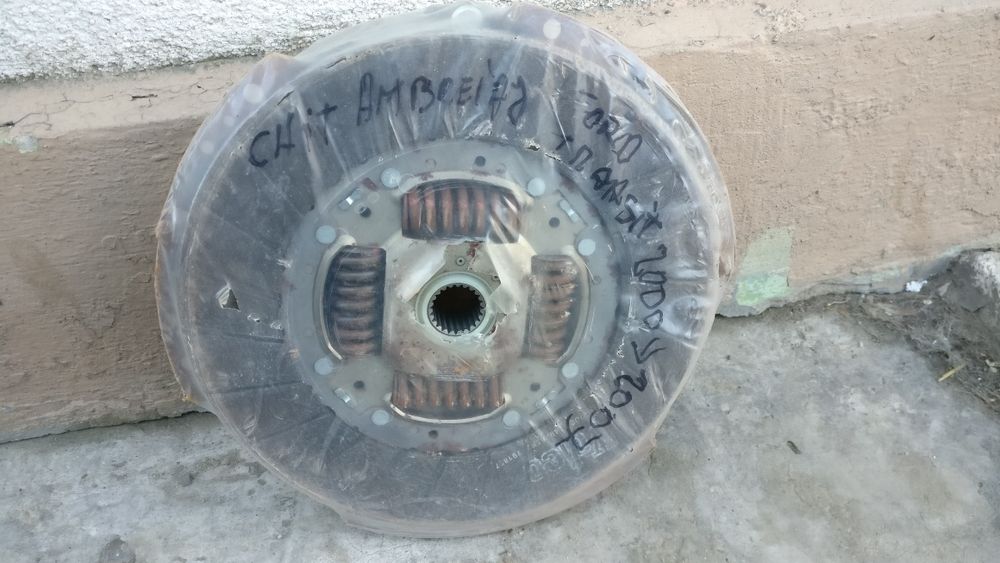 CHiT AMBREiAJ
FORD
TRANSiT 2000 > 2007